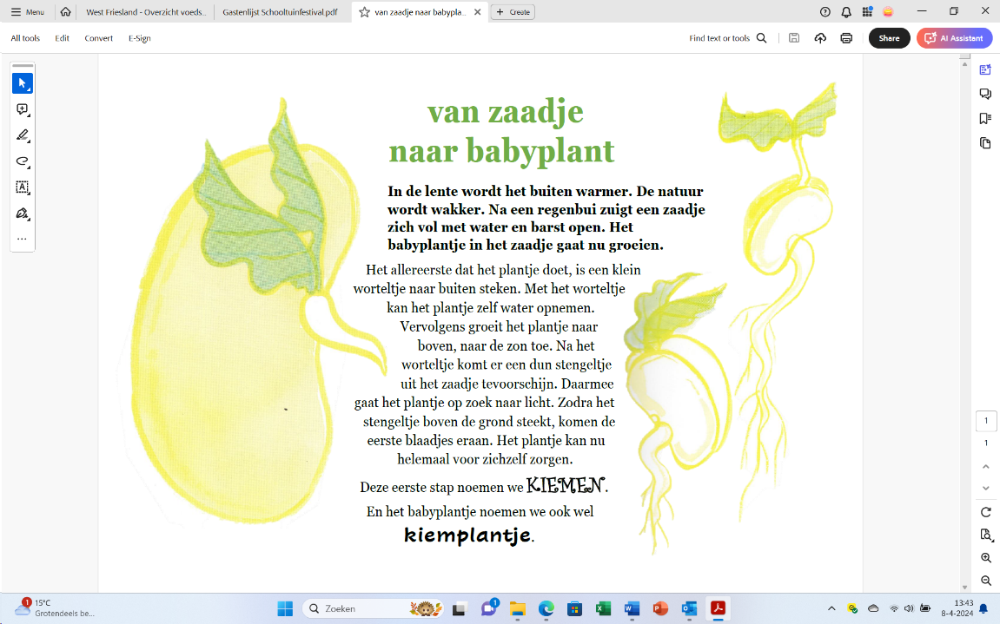 Menu
West Friesland - Overzicht voeds...
Gastenlijst Schooltuinfestival.pdf
van zaadje naar babypla...
Create
All tools
Edit
Convert
E-Sign
Find text or tools
Share
AI Assistant
van zaadje
naar babyplant
In de lente wordt het buiten warmer. De natuur
wordt wakker. Na een regenbui zuigt een zaadje
zich vol met water en barst open. Het
babyplantje in het zaadje gaat nu groeien.
Het allereerste dat het plantje doet, is een klein
worteltje naar buiten steken. Met het worteltje
kan het plantje zelf water opnemen.
Vervolgens groeit het plantje naar
boven, naar de zon toe. Na het
worteltje komt er een dun stengeltje
uit het zaadje tevoorschijn. Daarmee
gaat het plantje op zoek naar licht. Zodra het
stengeltje boven de grond steekt, komen de
eerste blaadjes eraan. Het plantje kan nu
helemaal voor zichzelf zorgen.
Deze eerste stap noemen we KIEMEN.
En het babyplantje noemen we ook wel
kiemplantje.
1
1
1
15°C
Grotendeels be...
Zoeken
1
13:43
8-4-2024